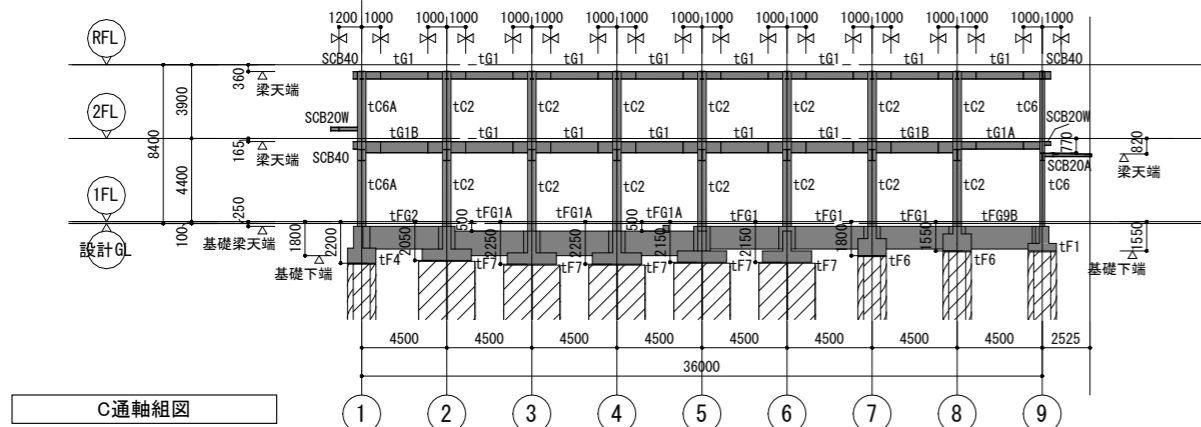 1200 1000 1000 1000 1000 1000 1000 1000 1000 1000 1000 1000 1000 1000 1000 1000 1000 1000
RFL
SCB40 tG1 tG1 tG1 tG1 tG1 tG1 tG1 tG1 SCB40
360
梁天端
3900
tC6A tC2 tC2 tC2 tC2 tC2 tC2 tC2 tC6
2FL
SCB20W tG1B tG1 tG1 tG1 tG1 tG1 tG1B tG1A SCB20W
8400
165
梁天端
SCB40
770
820
SCB20A
梁天端
4400
tC6A tC2 tC2 tC2 tC2 tC2 tC2 tC2 tC6
1FL
-250
tFG2 tFG1A tFG1A tFG1A tFG1 tFG1 tFG1 tFG9B
500 500
100
設計GL
基礎梁天端
1800
2200 2050 2250 2250 2150 2150 1800 1550 1550
基礎下端
tF4 tF7 tF7 tF7 tF7 tF7 tF6 tF6 tF1
基礎下端
4500 4500 4500 4500 4500 4500 4500 4500 2525
36000
C通軸組図
1 2 3 4 5 6 7 8 9